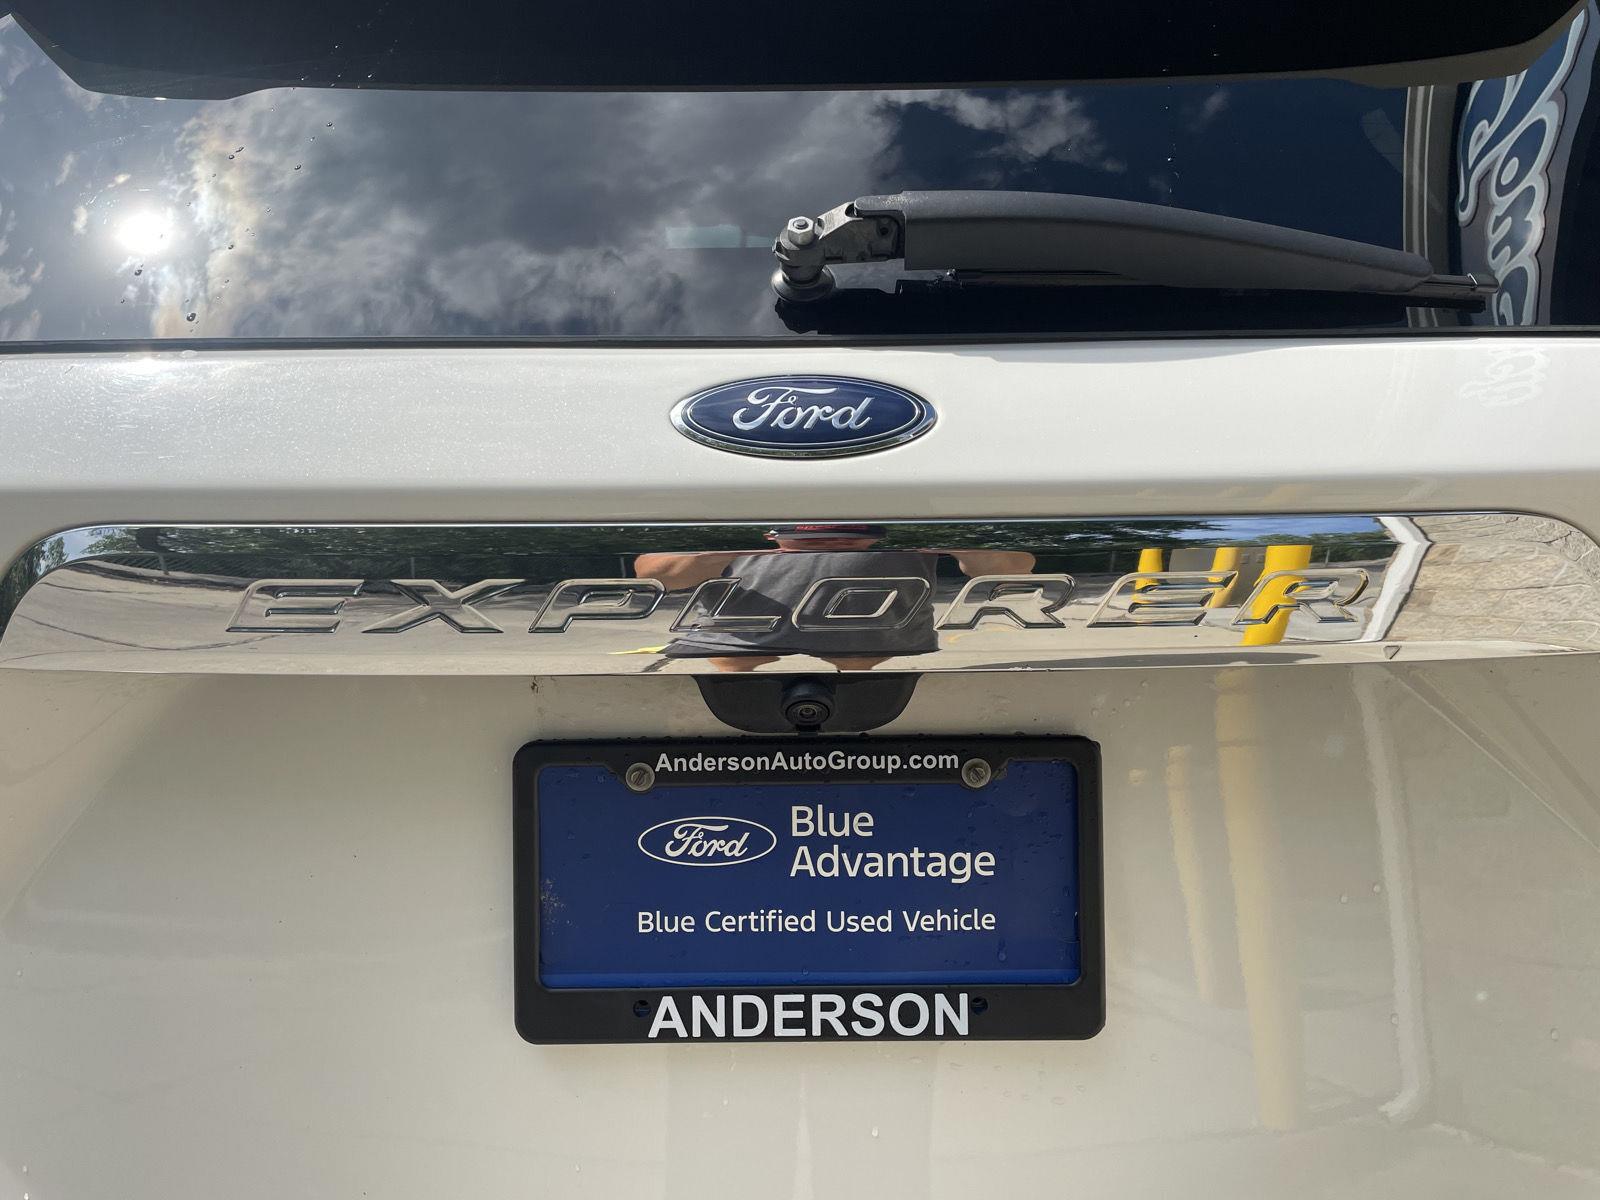 Ford
EXPLORER
AndersonAutoGroup.com
Ford
Blue
Advantage
Blue Certified Used Vehicle
ANDERSON